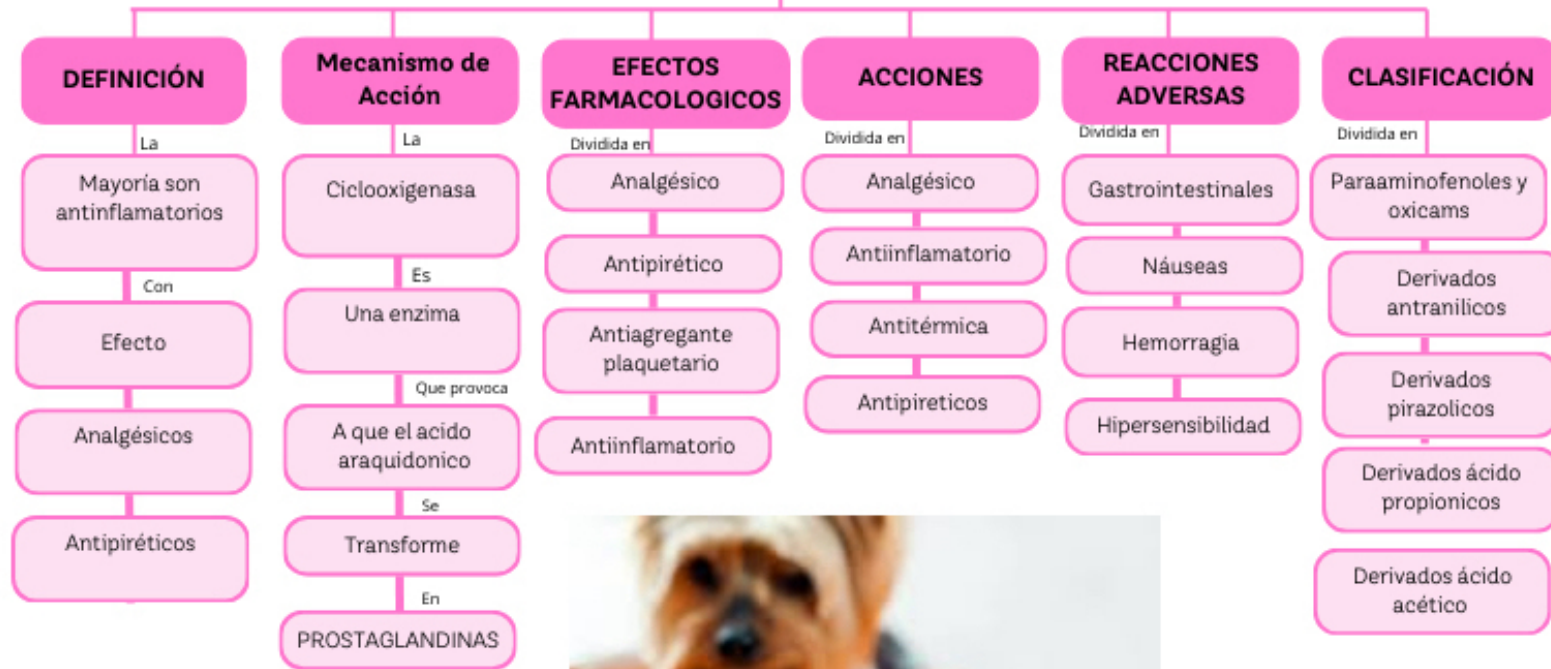 DEFINICIÓN
La
Mayoría son
antinflamatorios
Con
Efecto
Analgésicos
Antipiréticos
Mecanismo de
Acción
La
Ciclooxigenasa
Es
Una enzima
Que provoca
A que el acido
araquidonico
Se
Transforme
En
PROSTAGLANDINAS
EFECTOS
FARMACOLOGICOS
Dividida en
Analgésico
Antipirético
Antiagregante
plaquetario
Antiinflamatorio
ACCIONES
Dividida en
Analgésico
Antiinflamatorio
Antitérmica
Antipireticos
REACCIONES
ADVERSAS
Dividida en
Gastrointestinales
Náuseas
Hemorragia
Hipersensibilidad
CLASIFICACIÓN
Dividida en
Paraaminofenoles y
oxicams
Derivados
antranilicos
Derivados
pirazolicos
Derivados ácido
propionicos
Derivados ácido
acético